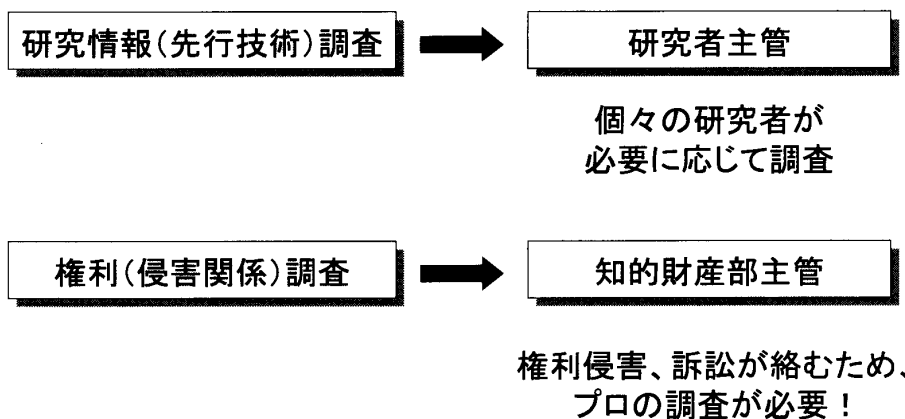 研究情報(先行技術)調査
研究者主管
個々の研究者が
必要に応じて調査
権利(侵害関係)調査
知的財産部主管
権利侵害、訴訟が絡むため、
プロの調査が必要！